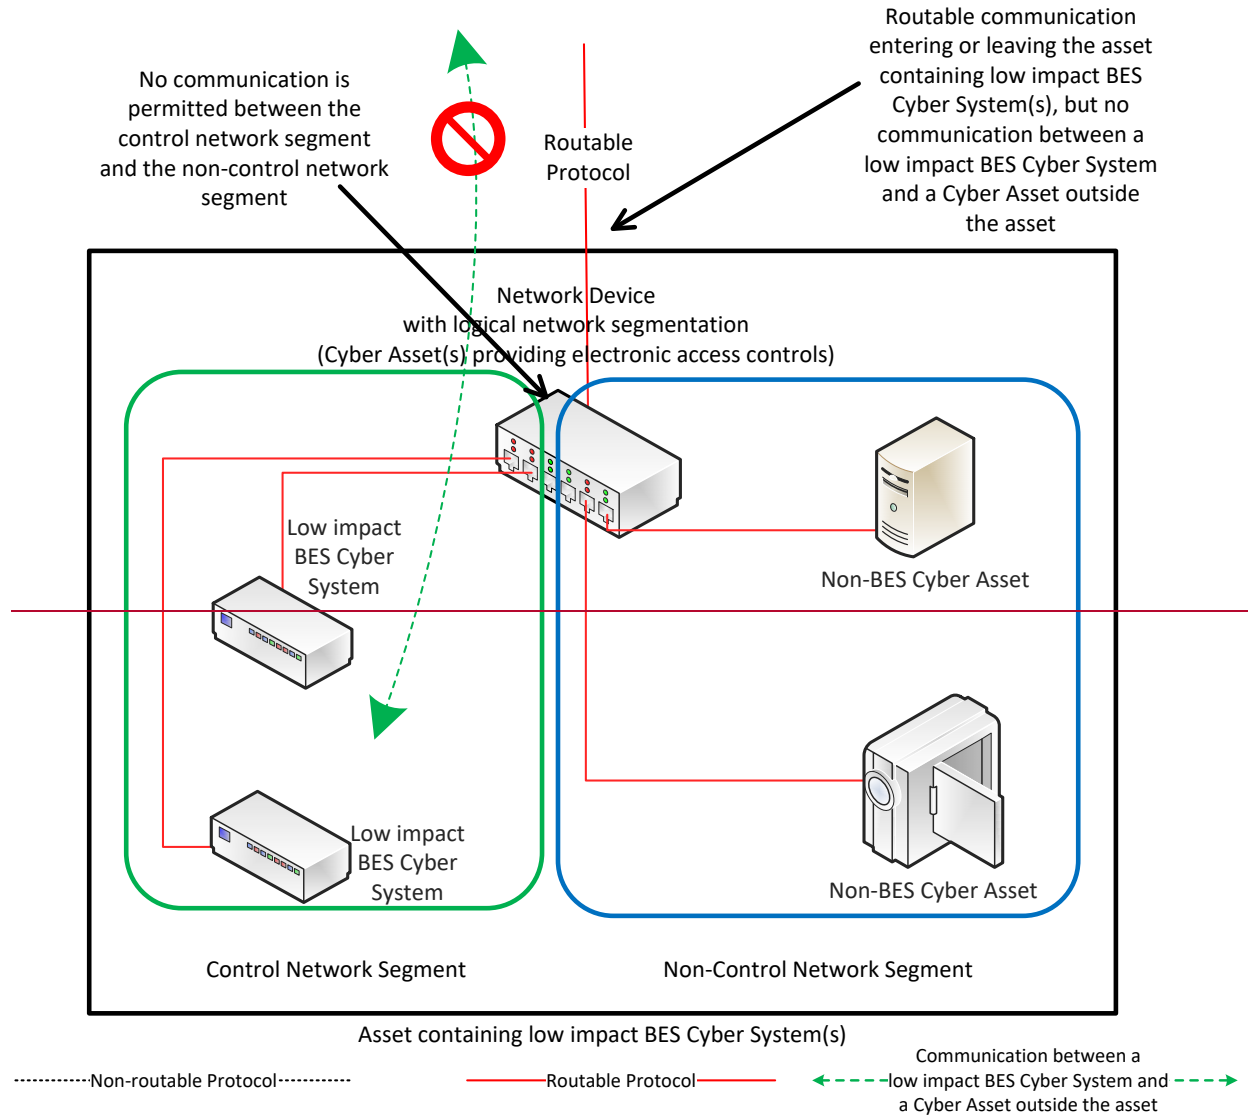 No communication is
permitted between the
control network segment
and the non-control network
segment
Routable
Protocol
Routable communication
entering or leaving the asset
containing low impact BES
Cyber System(s), but no
communication between a
low impact BES Cyber System
and a Cyber Asset outside
the asset
Network Device
with logical network segmentation
(Cyber Asset(s) providing electronic access controls)
Low impact
BES Cyber
System
Non-BES Cyber Asset
Low impact
BES Cyber
System
Non-BES Cyber Asset
Control Network Segment
Non-Control Network Segment
Asset containing low impact BES Cyber System(s)
Non-routable Protocol
Routable Protocol
Communication between a
low impact BES Cyber System and
a Cyber Asset outside the asset